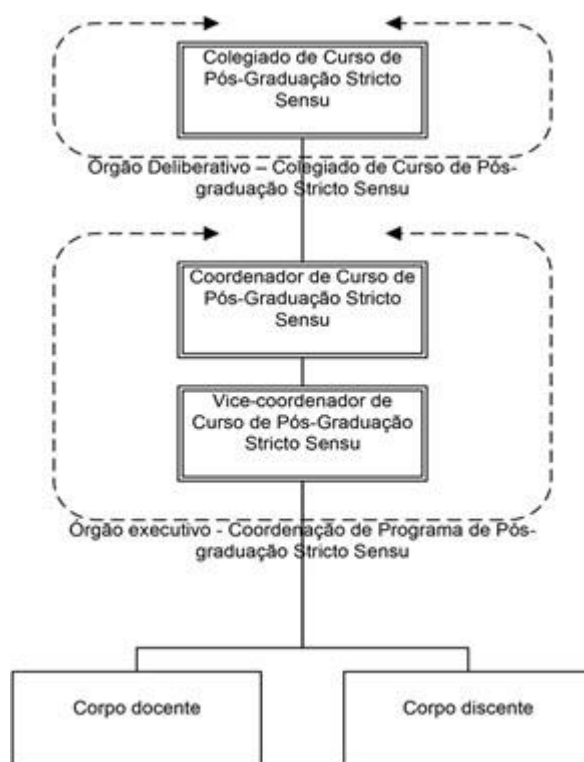 Colegiado de Curso de
Pós-Graduação Stricto
Sensu
Órgão Deliberativo – Colegiado de Curso de Pós-
graduação Stricto Sensu
Coordenador de Curso de
Pós-Graduação Stricto
Sensu
Vice-coordenador de
Curso de Pós-Graduação
Stricto Sensu
Órgão executivo - Coordenação de Programa de Pós-
graduação Stricto Sensu
Corpo docente
Corpo discente